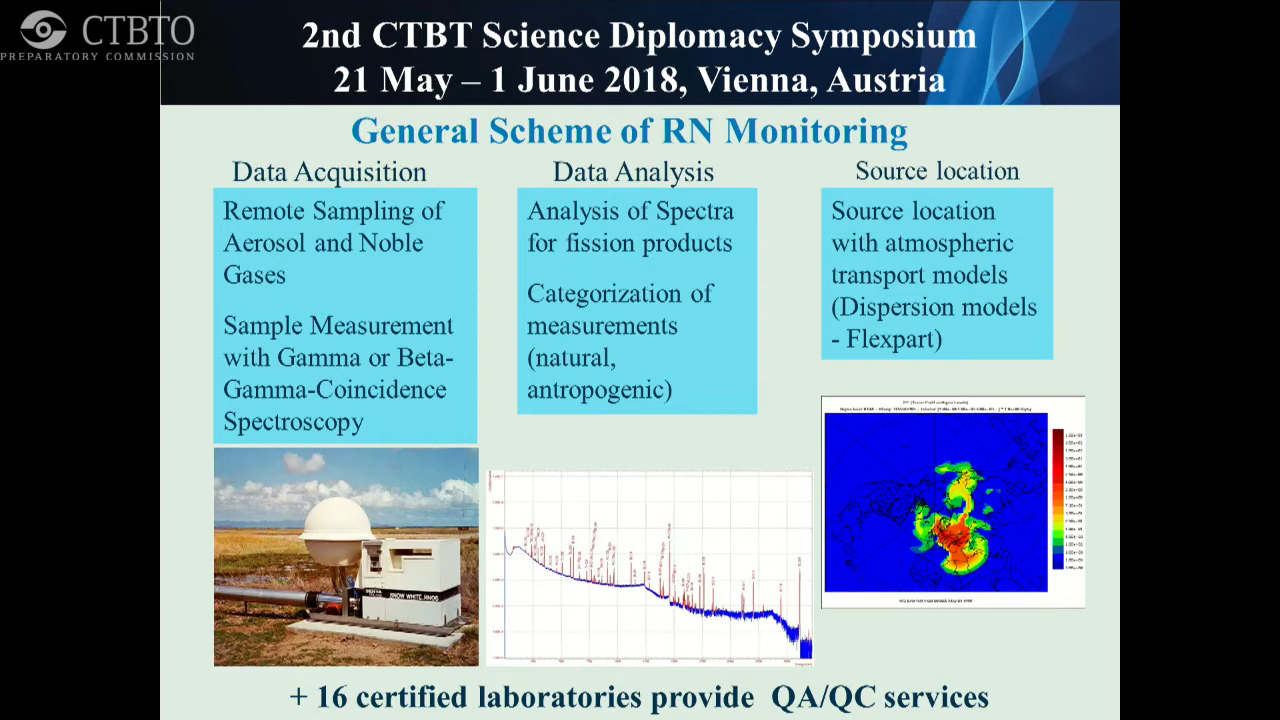 CTBTO
PREPARATORY COMMISSION
2nd CTBT Science Diplomacy Symposium
21 May – 1 June 2018, Vienna, Austria
General Scheme of RN Monitoring
Data Acquisition
Remote Sampling of
Aerosol and Noble
Gases
Sample Measurement
with Gamma or Beta-
Gamma-Coincidence
Spectroscopy
Data Analysis
Analysis of Spectra
for fission products
Categorization of
measurements
(natural,
antropogenic)
Source location
Source location
with atmospheric
transport models
(Dispersion models
- Flexpart)
SNOW WHITE
+ 16 certified laboratories provide QA/QC services